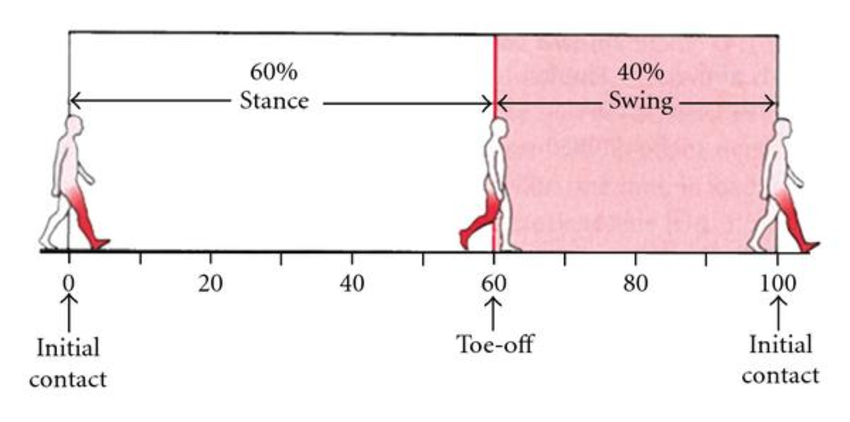 60%
Stance
40%
Swing
0
20
40
60
80
100
Initial
contact
Toe-off
Initial
contact